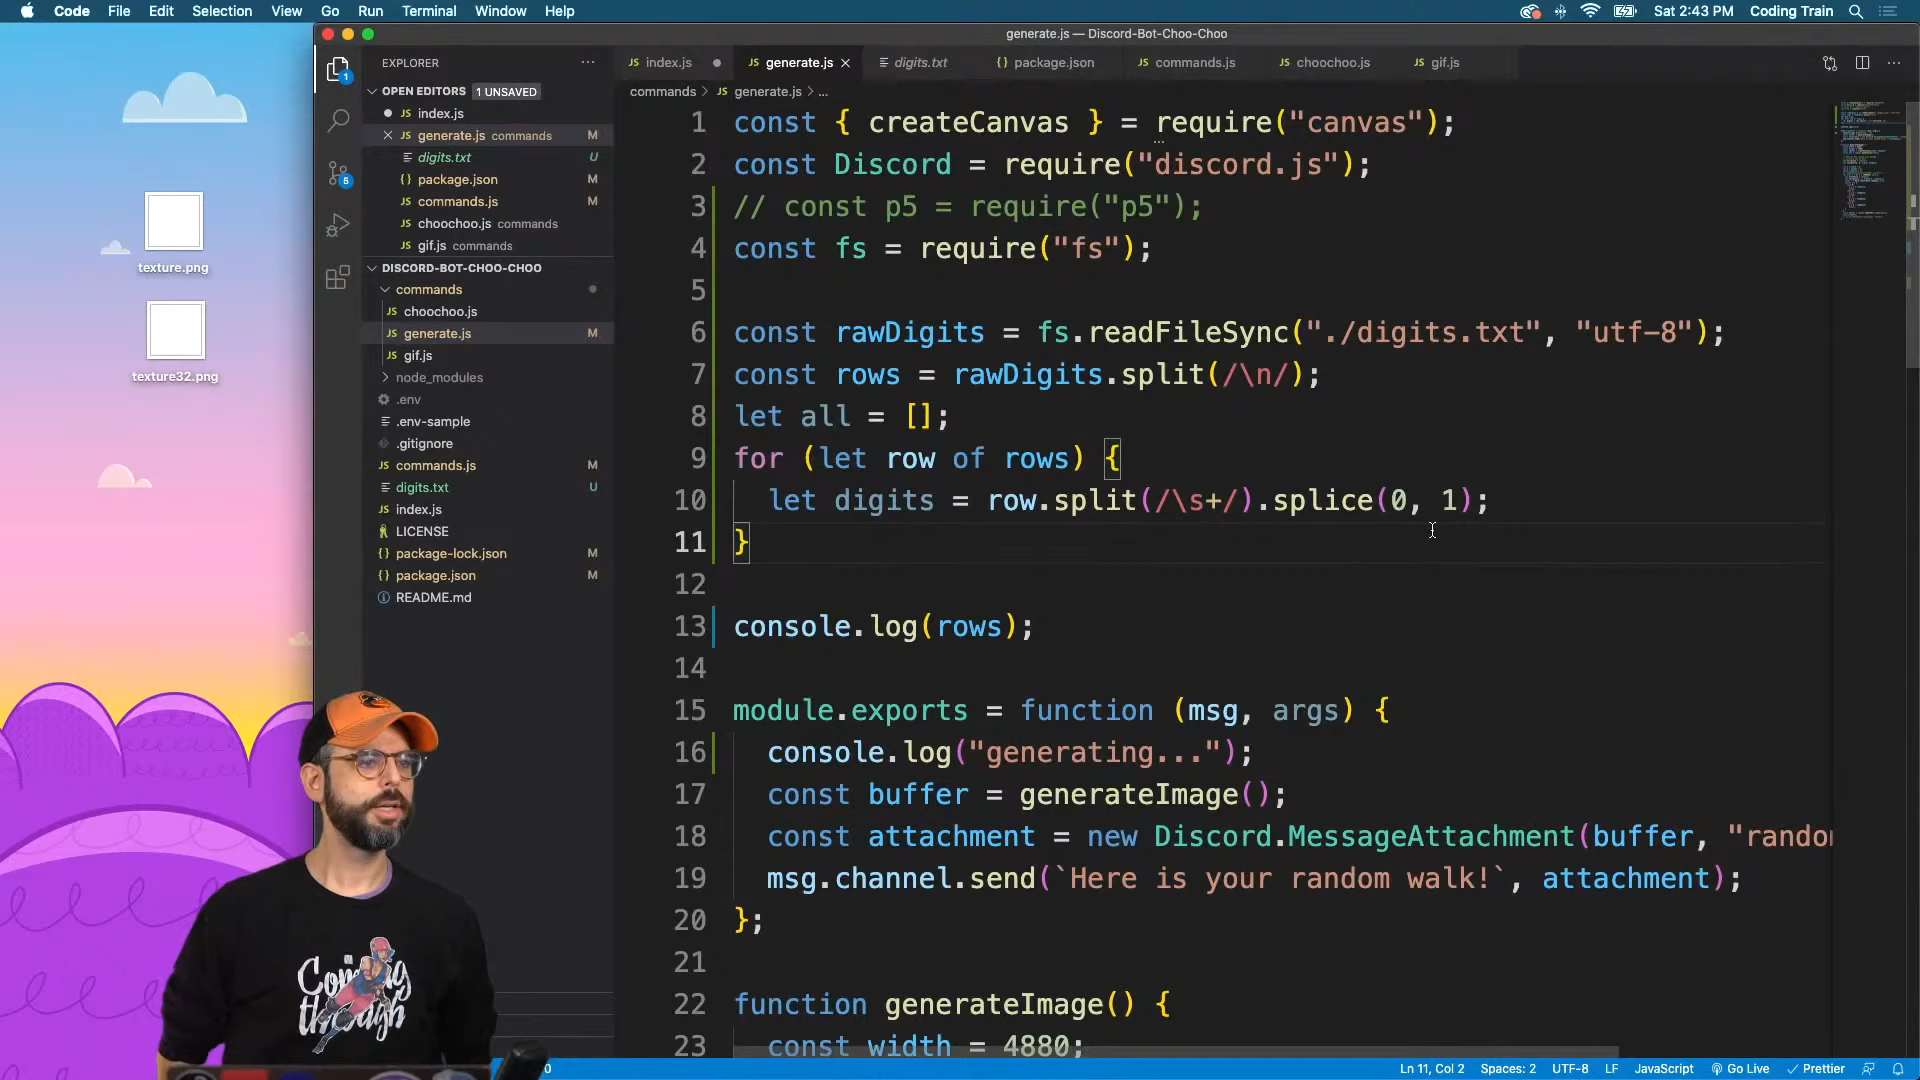 Code File Edit Selection View Go Run Terminal Window Help Sat 2:43 PM Coding Train
generate.js — Discord-Bot-Choo-Choo
EXPLORER
index.js generate.js digits.txt package.json commands.js choochoo.js gif.js
commands > generate.js > ...
OPEN EDITORS 1 UNSAVED
index.js
generate.js commands M
digits.txt U
package.json M
commands.js M
choochoo.js commands
gif.js commands
DISCORD-BOT-CHOO-CHOO
commands
choochoo.js
generate.js M
gif.js
node_modules
.env
.env-sample
.gitignore
commands.js M
digits.txt U
index.js
LICENSE
package-lock.json M
package.json M
README.md
1
5
texture.png
texture32.png
1 const { createCanvas } = require("canvas");
2 const Discord = require("discord.js");
3 // const p5 = require("p5");
4 const fs = require("fs");
5
6 const rawDigits = fs.readFileSync("./digits.txt", "utf-8");
7 const rows = rawDigits.split(/\n/);
8 let all = [];
9 for (let row of rows) {
10 let digits = row.split(/\s+/).splice(0, 1);
11 }
12
13 console.log(rows);
14
15 module.exports = function (msg, args) {
16 console.log("generating...");
17 const buffer = generateImage();
18 const attachment = new Discord.MessageAttachment(buffer, "random
19 msg.channel.send(`Here is your random walk!`, attachment);
20 };
21
22 function generateImage() {
23 const width = 4880;
Coming
through
0 Ln 11, Col 2 Spaces: 2 UTF-8 LF JavaScript Go Live Prettier